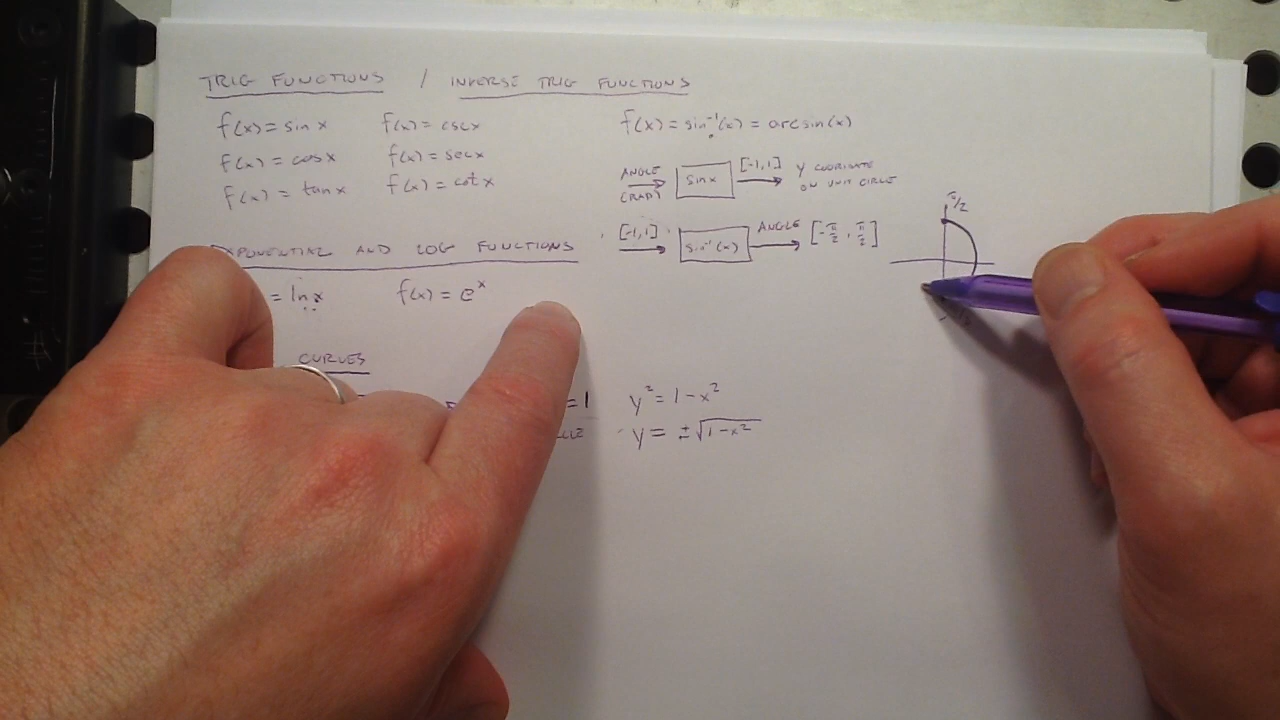 TRIG FUNCTIONS / INVERSE TRIG FUNCTIONS
f(x) = sin x f(x) = csc x f(x) = sin⁻¹(x) = arcsin(x)
f(x) = cos x f(x) = sec x
f(x) = tan x f(x) = cot x
ANGLE (RAD) → sin x → [-1,1] Y COORDINATE
ON UNIT CIRCLE
[-1,1] → sin⁻¹(x) → ANGLE [-π/2, π/2]
π/2
EXPONENTIAL AND LOG FUNCTIONS
= ln x f(x) = eˣ
CURVES
= 1 y² = 1 - x²
y = ±√(1-x²)